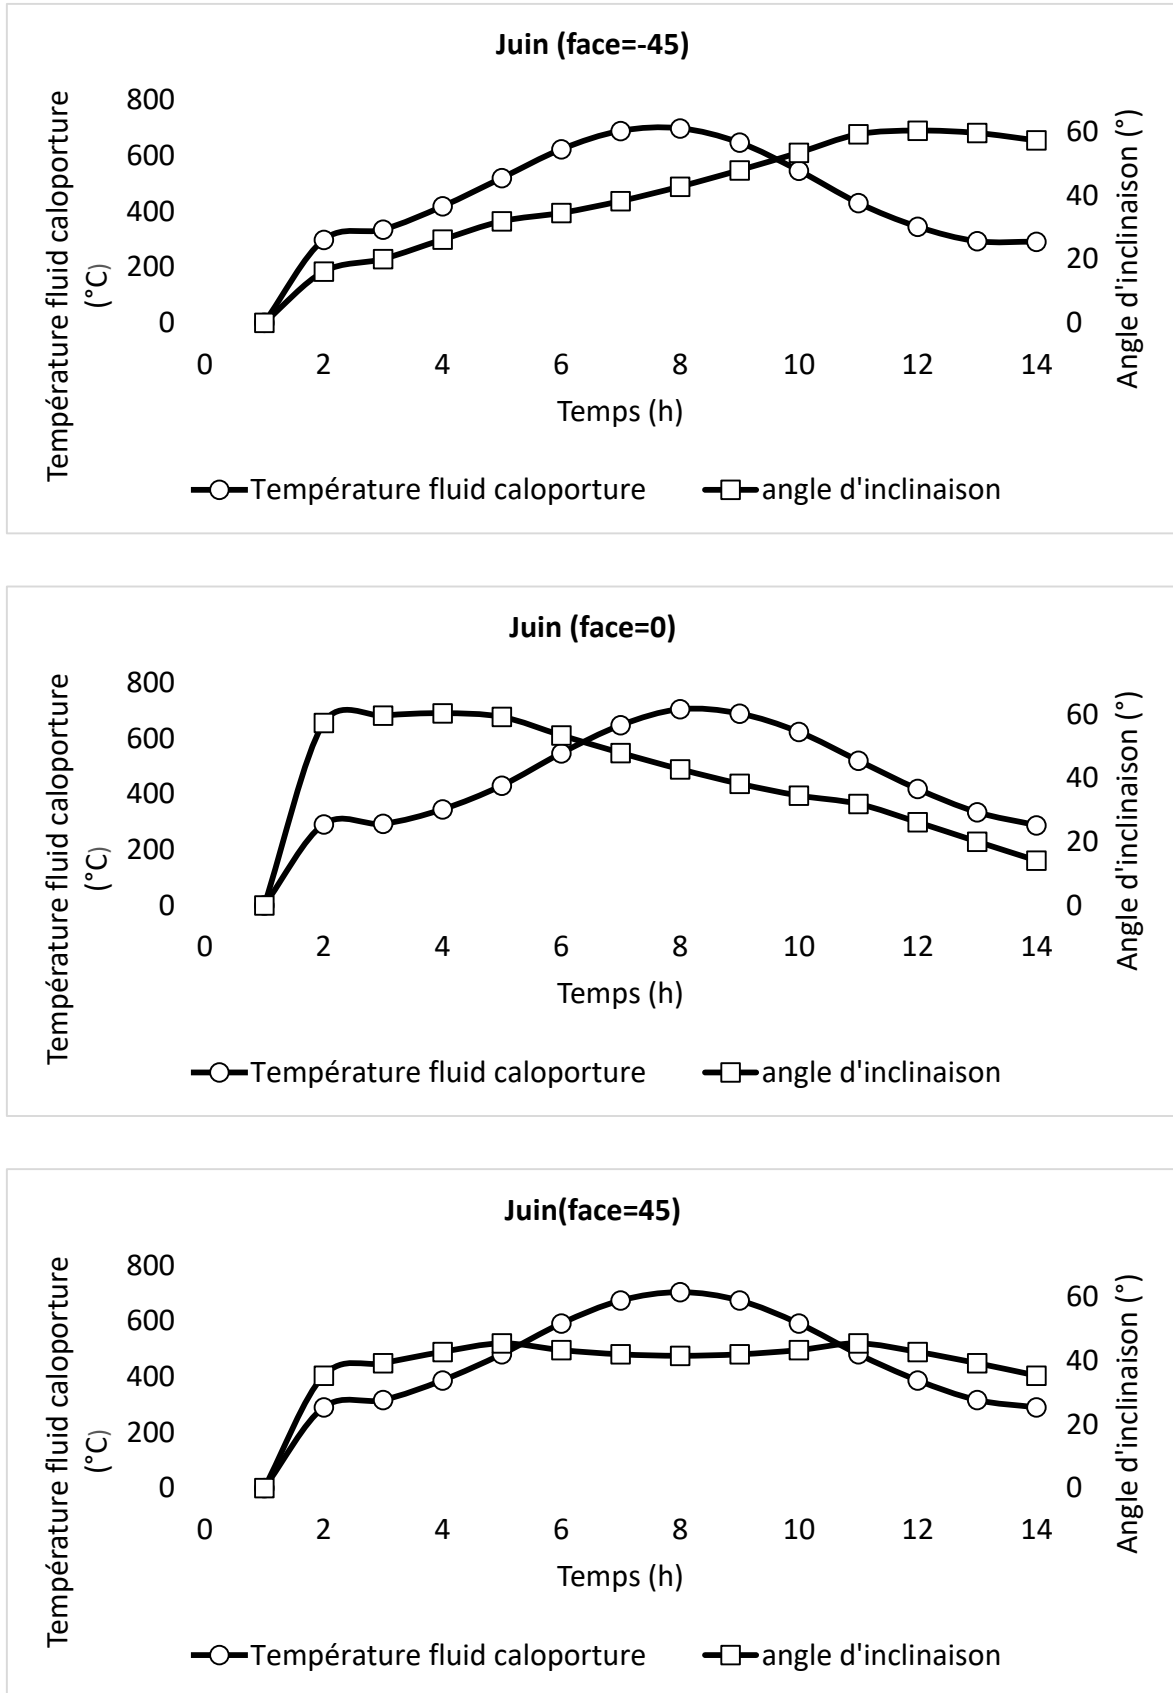 Juin (face=-45)
Température fluid caloporture
(°C)
800
600
400
200
0
60
40
20
0
Angle d'inclinaison (°)
0 2 4 6 8 10 12 14
Temps (h)
Température fluid caloporture angle d'inclinaison
Juin (face=0)
Température fluid caloporture
(°C)
800
600
400
200
0
60
40
20
0
Angle d'inclinaison (°)
0 2 4 6 8 10 12 14
Temps (h)
Température fluid caloporture angle d'inclinaison
Juin(face=45)
Température fluid caloporture
(°C)
800
600
400
200
0
60
40
20
0
Angle d'inclinaison (°)
0 2 4 6 8 10 12 14
Temps (h)
Température fluid caloporture angle d'inclinaison